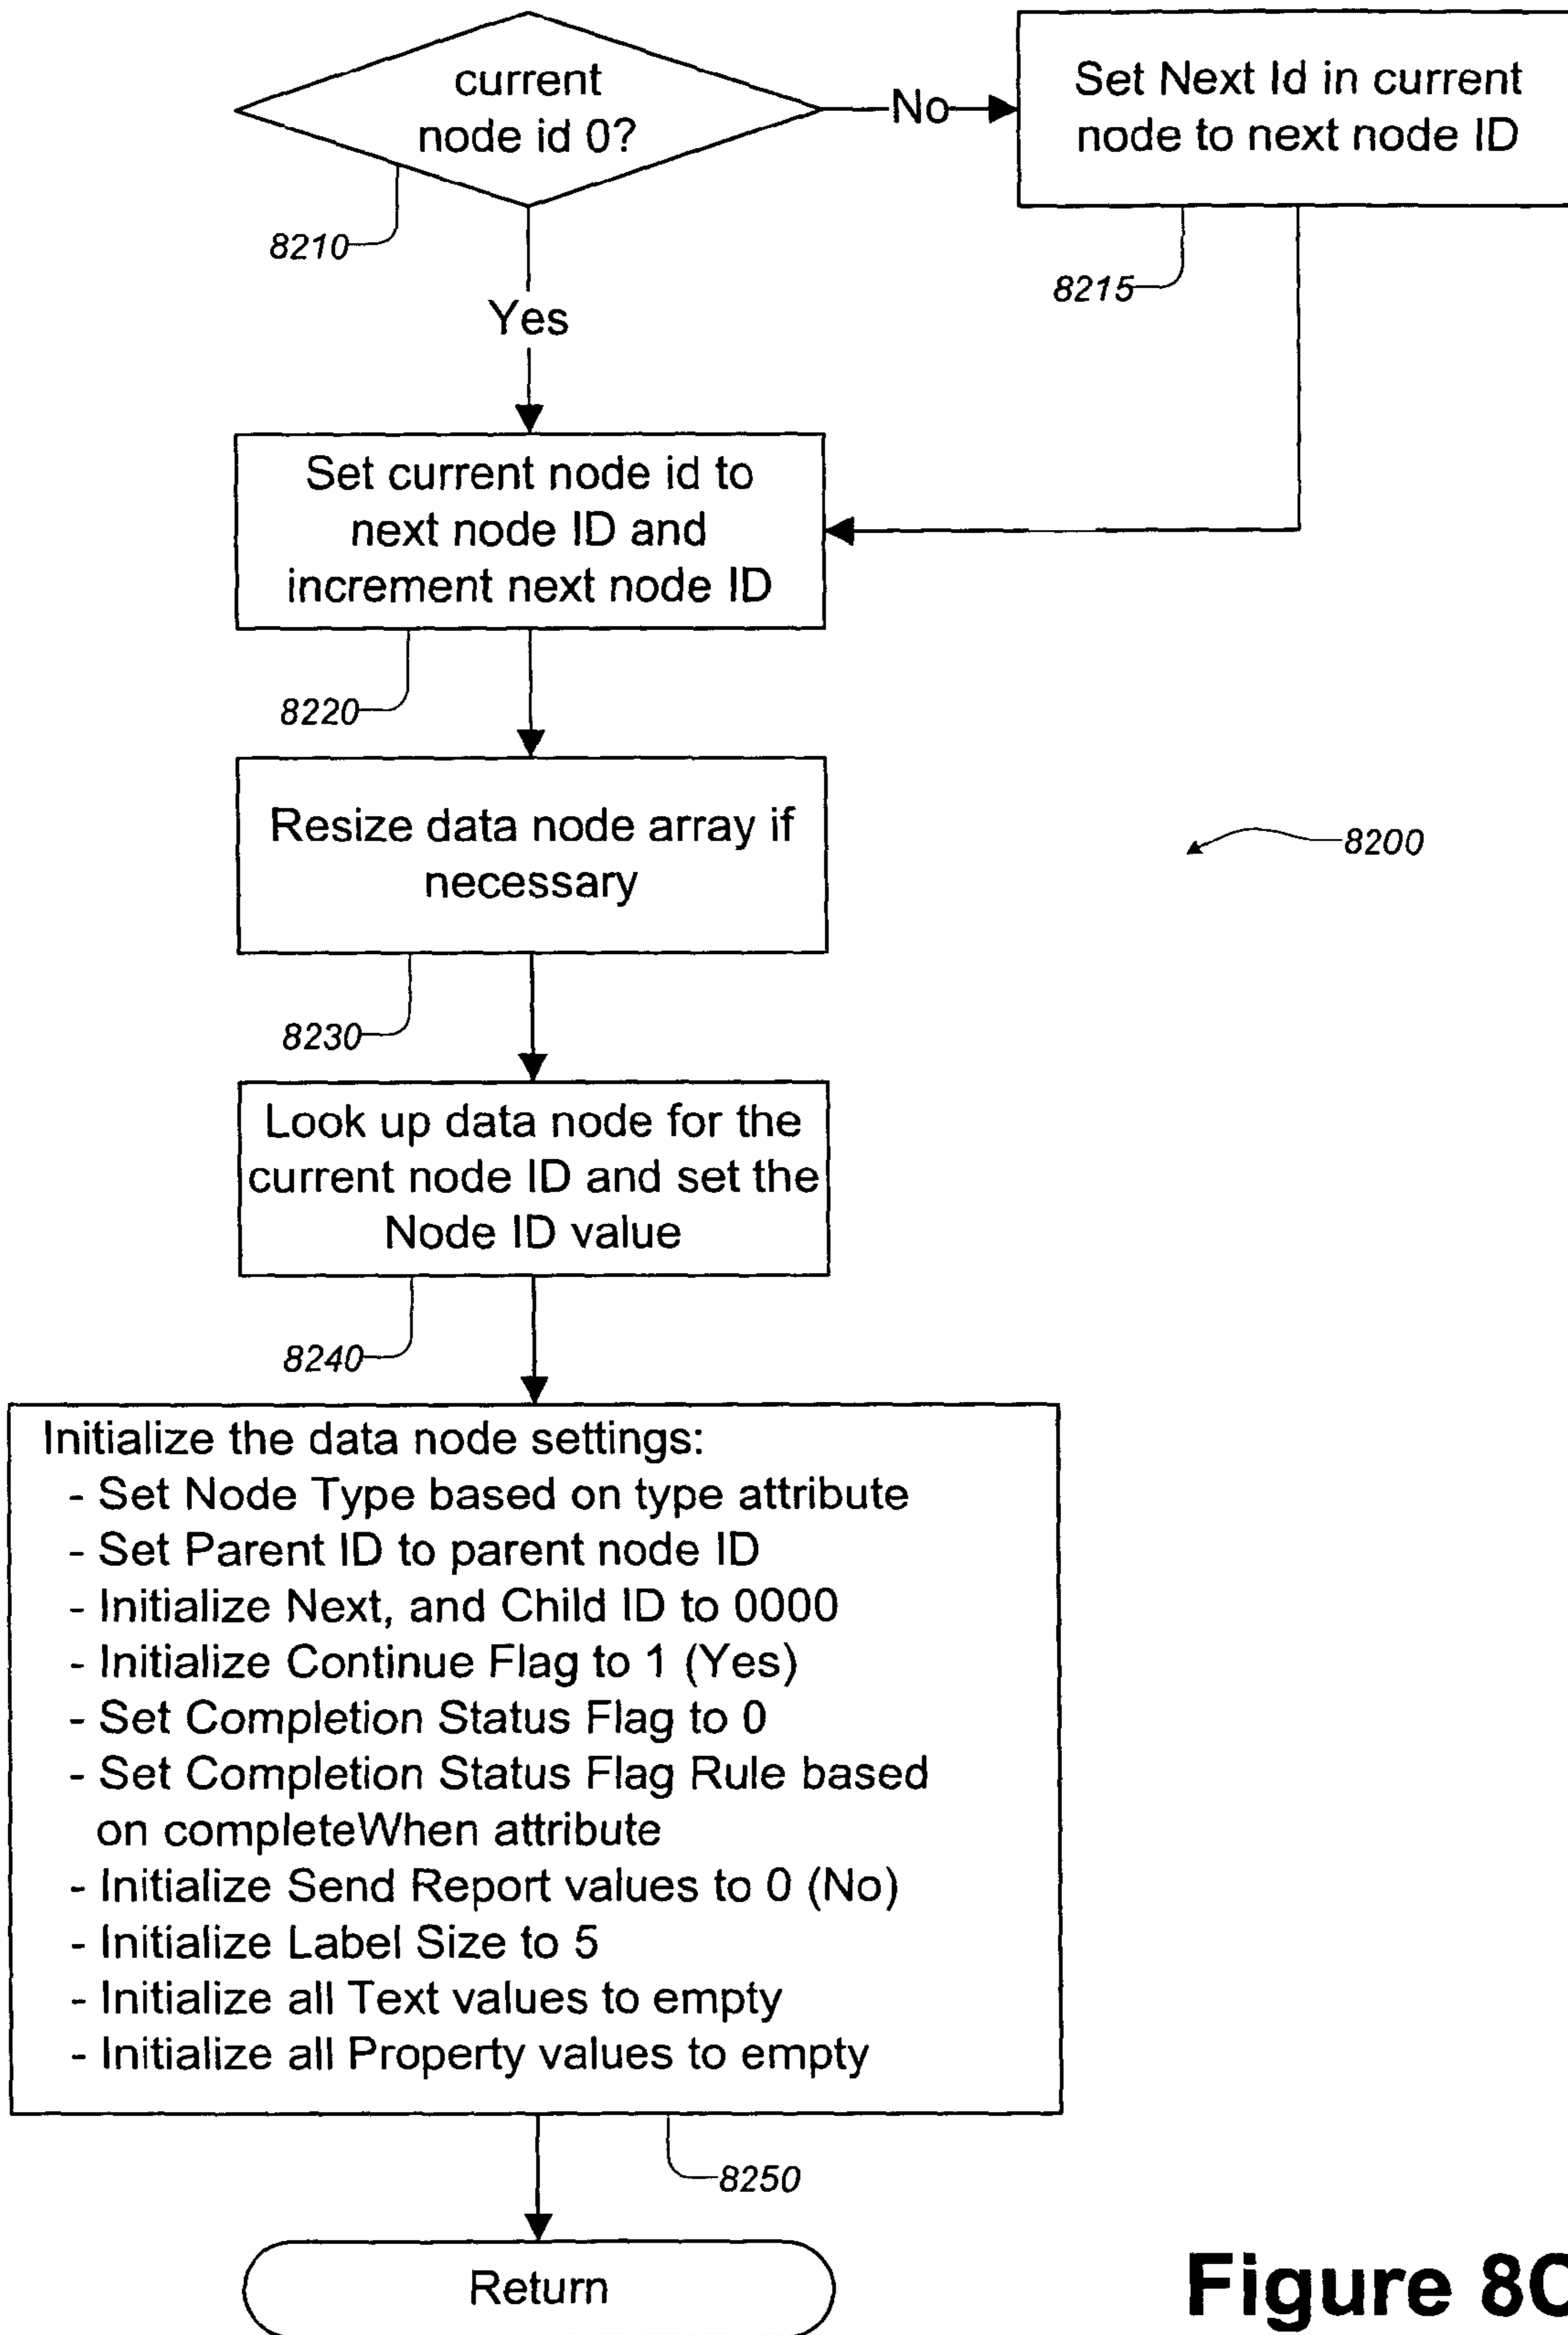 current
node id 0?
No
Set Next Id in current
node to next node ID
8210
8215
Yes
Set current node id to
next node ID and
increment next node ID
8220
Resize data node array if
necessary
8200
8230
Look up data node for the
current node ID and set the
Node ID value
8240
Initialize the data node settings:
- Set Node Type based on type attribute
- Set Parent ID to parent node ID
- Initialize Next, and Child ID to 0000
- Initialize Continue Flag to 1 (Yes)
- Set Completion Status Flag to 0
- Set Completion Status Flag Rule based
on completeWhen attribute
- Initialize Send Report values to 0 (No)
- Initialize Label Size to 5
- Initialize all Text values to empty
- Initialize all Property values to empty
8250
Return
Figure 8C